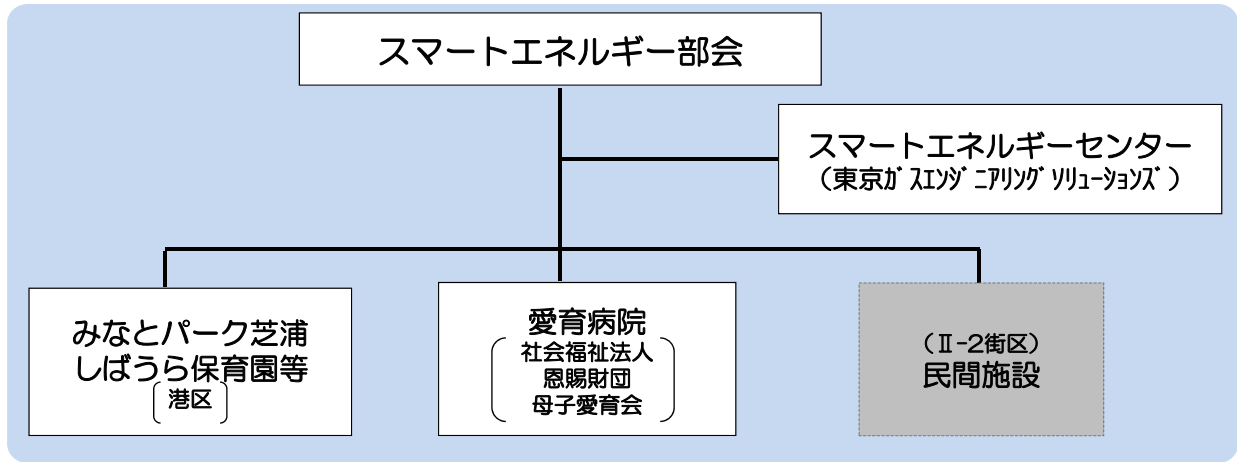 スマートエネルギー部会
スマートエネルギーセンター
（東京ｶﾞｽｴﾝｼﾞﾆｱﾘﾝｸﾞｿﾘｭｰｼｮﾝｽﾞ）
みなとパーク芝浦
しばうら保育園等
港区
愛育病院
社会福祉法人
恩賜財団
母子愛育会
（Ⅱ-2街区）
民間施設